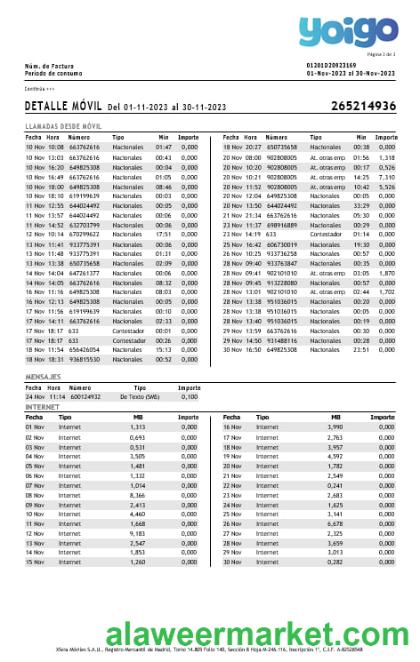 yoigo
Página 2 de 3
Núm. de Factura 01201D20923169
Período de consumo 01-Nov-2023 al 30-Nov-2023
DETALLE MÓVIL Del 01-11-2023 al 30-11-2023 265214936
LLAMADAS DESDE MÓVIL
Fecha Hora Número Tipo Min Importe
10 Nov 10:08 663762616 Nacionales 01:47 0,000
10 Nov 13:03 663762616 Nacionales 00:43 0,000
10 Nov 16:20 649825308 Nacionales 00:04 0,000
10 Nov 16:49 663762616 Nacionales 01:05 0,000
10 Nov 18:00 649825308 Nacionales 08:46 0,000
10 Nov 18:10 619199639 Nacionales 00:03 0,000
11 Nov 12:55 644024492 Nacionales 00:05 0,000
11 Nov 13:57 644024492 Nacionales 00:06 0,000
11 Nov 14:52 632703799 Nacionales 00:06 0,000
12 Nov 10:14 670299622 Nacionales 17:51 0,000
13 Nov 11:41 933775391 Nacionales 00:06 0,000
13 Nov 11:48 933775391 Nacionales 01:31 0,000
13 Nov 13:38 650735658 Nacionales 02:09 0,000
14 Nov 14:04 647261377 Nacionales 00:06 0,000
14 Nov 14:05 663762616 Nacionales 08:32 0,000
16 Nov 11:16 649825308 Nacionales 08:03 0,000
16 Nov 12:13 649825308 Nacionales 00:05 0,000
17 Nov 11:56 619199639 Nacionales 00:10 0,000
17 Nov 14:11 663762616 Nacionales 02:33 0,000
17 Nov 18:17 633 Contestador 00:01 0,000
17 Nov 18:17 633 Contestador 00:26 0,000
18 Nov 11:54 656426054 Nacionales 15:13 0,000
18 Nov 18:31 936815530 Nacionales 00:52 0,000
Fecha Hora Número Tipo Min Importe
18 Nov 20:27 650735658 Nacionales 00:38 0,000
20 Nov 08:00 902808005 At. otras emp 01:56 1,318
20 Nov 10:20 902808005 At. otras emp 00:17 0,526
20 Nov 10:21 902808005 At. otras emp 14:25 7,310
20 Nov 11:52 902808005 At. otras emp 10:42 5,526
20 Nov 12:04 649825308 Nacionales 00:05 0,000
20 Nov 13:50 644024492 Nacionales 33:29 0,000
21 Nov 21:34 663762616 Nacionales 05:30 0,000
23 Nov 11:37 698916889 Nacionales 00:29 0,000
23 Nov 14:19 633 Contestador 01:14 0,000
25 Nov 16:42 606730019 Nacionales 19:30 0,000
26 Nov 10:25 933736258 Nacionales 00:57 0,000
28 Nov 09:40 933763847 Nacionales 00:35 0,000
28 Nov 09:41 902101010 At. otras emp 03:05 1,870
28 Nov 09:45 913228080 Nacionales 00:57 0,000
28 Nov 13:01 902101010 At. otras emp 02:44 1,702
28 Nov 13:38 951036015 Nacionales 00:20 0,000
28 Nov 13:38 951036015 Nacionales 00:05 0,000
28 Nov 13:40 951036015 Nacionales 00:19 0,000
29 Nov 13:59 663762616 Nacionales 00:30 0,000
29 Nov 14:50 931488116 Nacionales 00:28 0,000
30 Nov 16:50 649825308 Nacionales 23:51 0,000
MENSAJES
Fecha Hora Número Tipo Importe
24 Nov 11:14 600124932 De Texto (SMS) 0,100
INTERNET
Fecha Tipo MB Importe
01 Nov Internet 1,313 0,000
02 Nov Internet 0,693 0,000
03 Nov Internet 0,531 0,000
04 Nov Internet 3,505 0,000
05 Nov Internet 1,481 0,000
06 Nov Internet 1,332 0,000
07 Nov Internet 1,014 0,000
08 Nov Internet 8,366 0,000
09 Nov Internet 2,413 0,000
10 Nov Internet 4,460 0,000
11 Nov Internet 1,668 0,000
12 Nov Internet 9,183 0,000
13 Nov Internet 2,547 0,000
14 Nov Internet 1,853 0,000
15 Nov Internet 1,260 0,000
Fecha Tipo MB Importe
16 Nov Internet 3,990 0,000
17 Nov Internet 2,763 0,000
18 Nov Internet 3,957 0,000
19 Nov Internet 4,592 0,000
20 Nov Internet 1,782 0,000
21 Nov Internet 2,549 0,000
22 Nov Internet 0,241 0,000
23 Nov Internet 2,683 0,000
24 Nov Internet 1,625 0,000
25 Nov Internet 3,141 0,000
26 Nov Internet 6,678 0,000
27 Nov Internet 2,325 0,000
28 Nov Internet 3,659 0,000
29 Nov Internet 3,013 0,000
30 Nov Internet 0,282 0,000
alaweermarket.com
Xfera Móviles S.A.U., Registro Mercantil de Madrid, Tomo 14.805 Folio 140, Sección 8 Hoja M-246.116, Inscripción 1ª, C.I.F. A-82528548